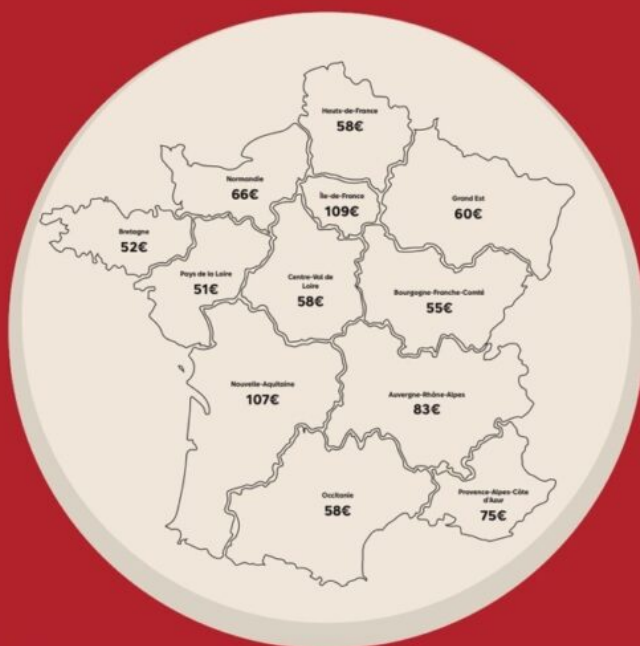 Hauts-de-France
58€
Normandie
66€
Île-de-France
109€
Grand Est
60€
Bretagne
52€
Pays de la Loire
51€
Centre-Val de
Loire
58€
Bourgogne-Franche-Comté
55€
Nouvelle-Aquitaine
107€
Auvergne-Rhône-Alpes
83€
Occitanie
58€
Provence-Alpes-Côte
d'Azur
75€